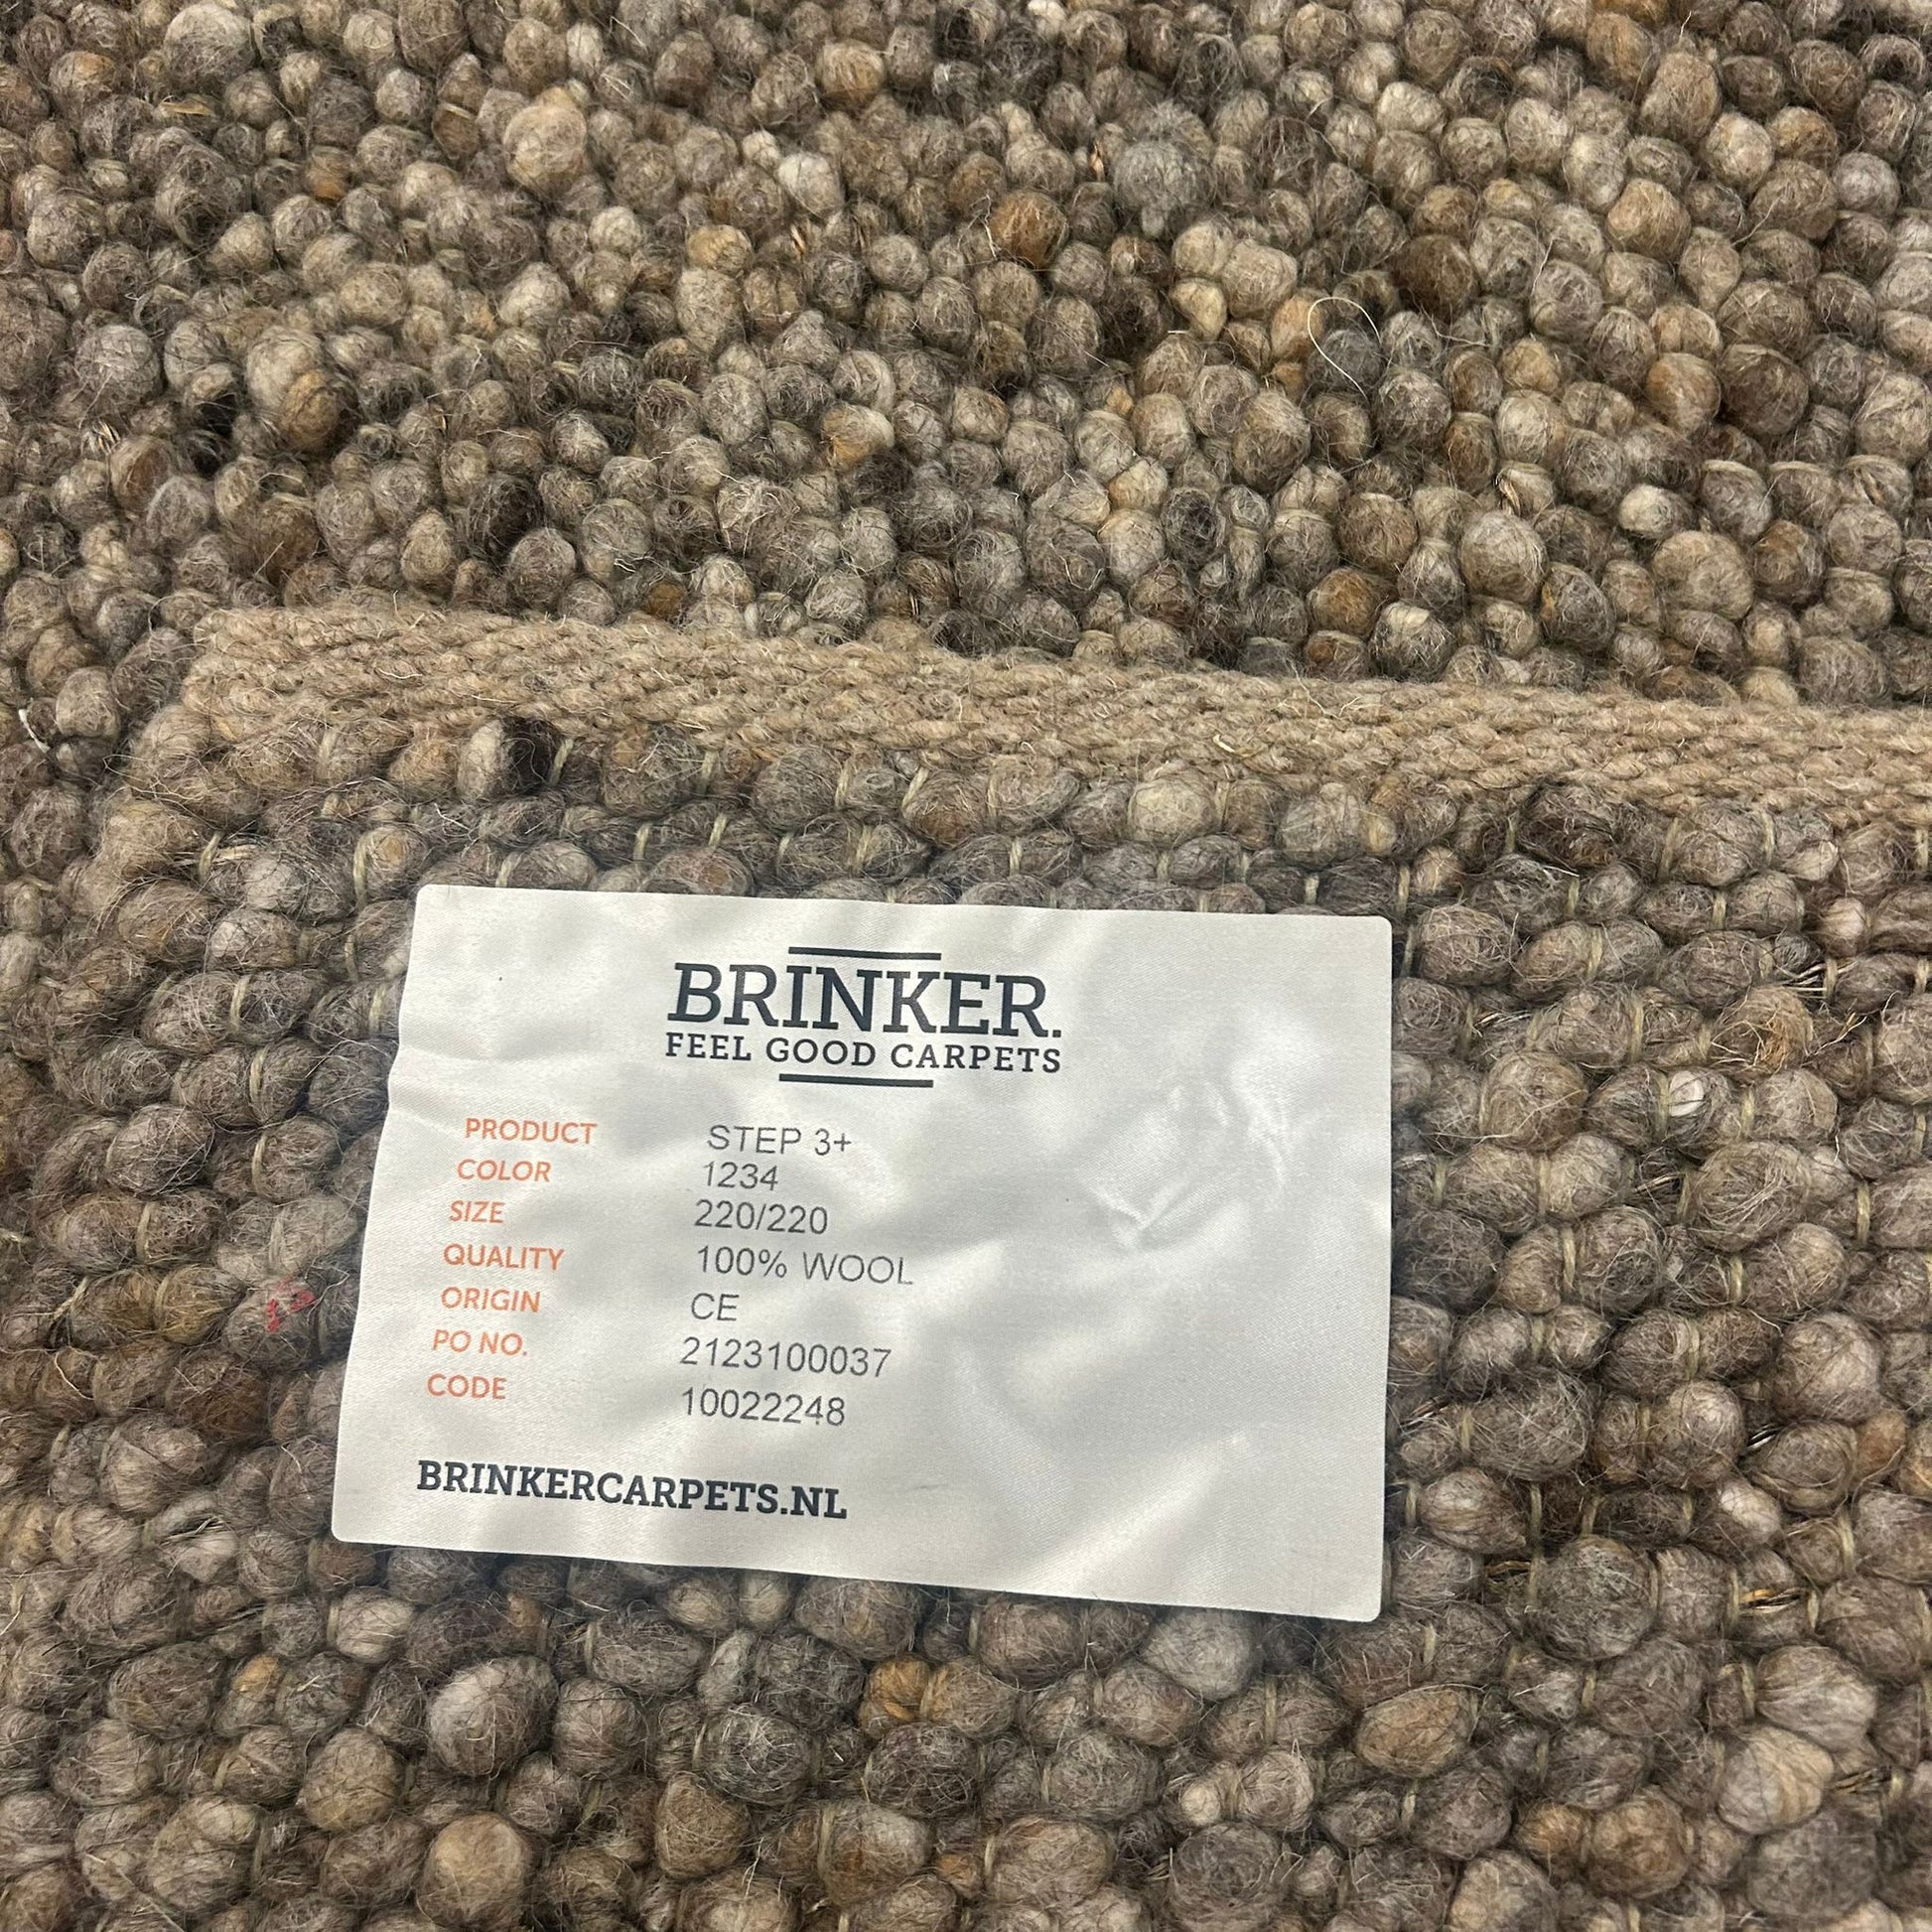 BRINKER.
FEEL GOOD CARPETS
PRODUCT STEP 3+
COLOR 1234
SIZE 220/220
QUALITY 100% WOOL
ORIGIN CE
PO NO. 2123100037
CODE 10022248
BRINKERCARPETS.NL